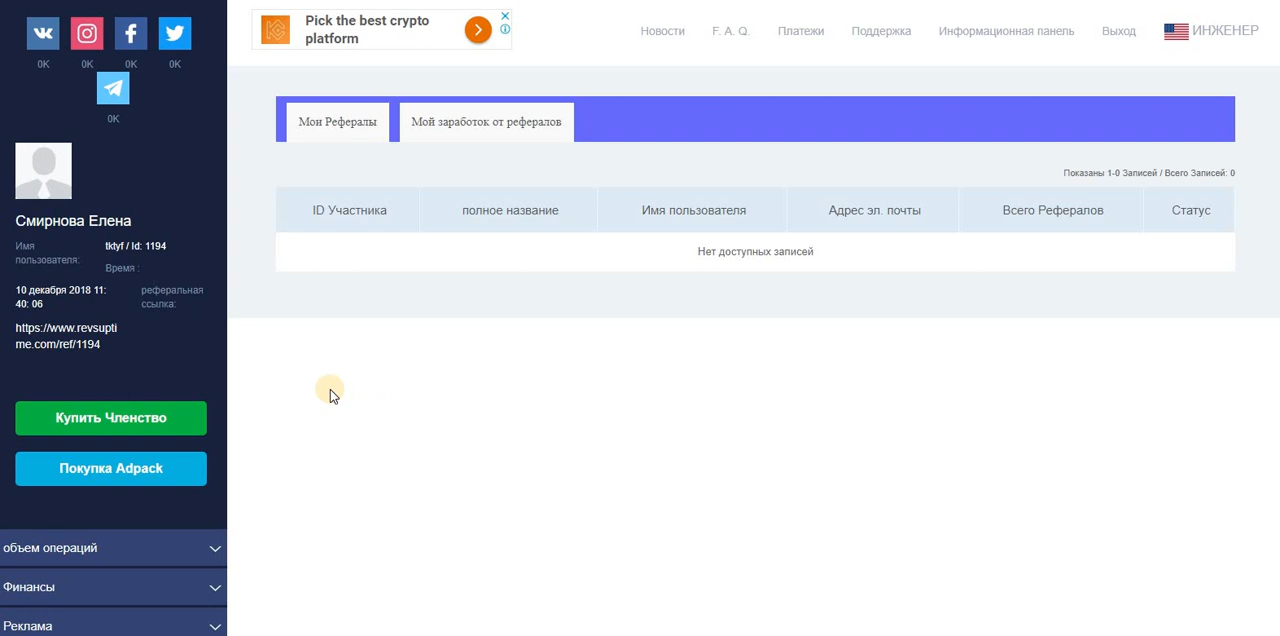 0K
0K
0K
0K
0K
Смирнова Елена
Имя
пользователя:
tktyf / Id: 1194
Время :
10 декабря 2018 11:
40: 06
реферальная
ссылка:
https://www.revsupti
me.com/ref/1194
Купить Членство
Покупка Adpack
объем операций
Финансы
Реклама
Pick the best crypto
platform
Новости
F. A. Q.
Платежи
Поддержка
Информационная панель
Выход
ИНЖЕНЕР
Мои Рефералы
Мой заработок от рефералов
Показаны 1-0 Записей / Всего Записей: 0
ID Участника
полное название
Имя пользователя
Адрес эл. почты
Всего Рефералов
Статус
Нет доступных записей